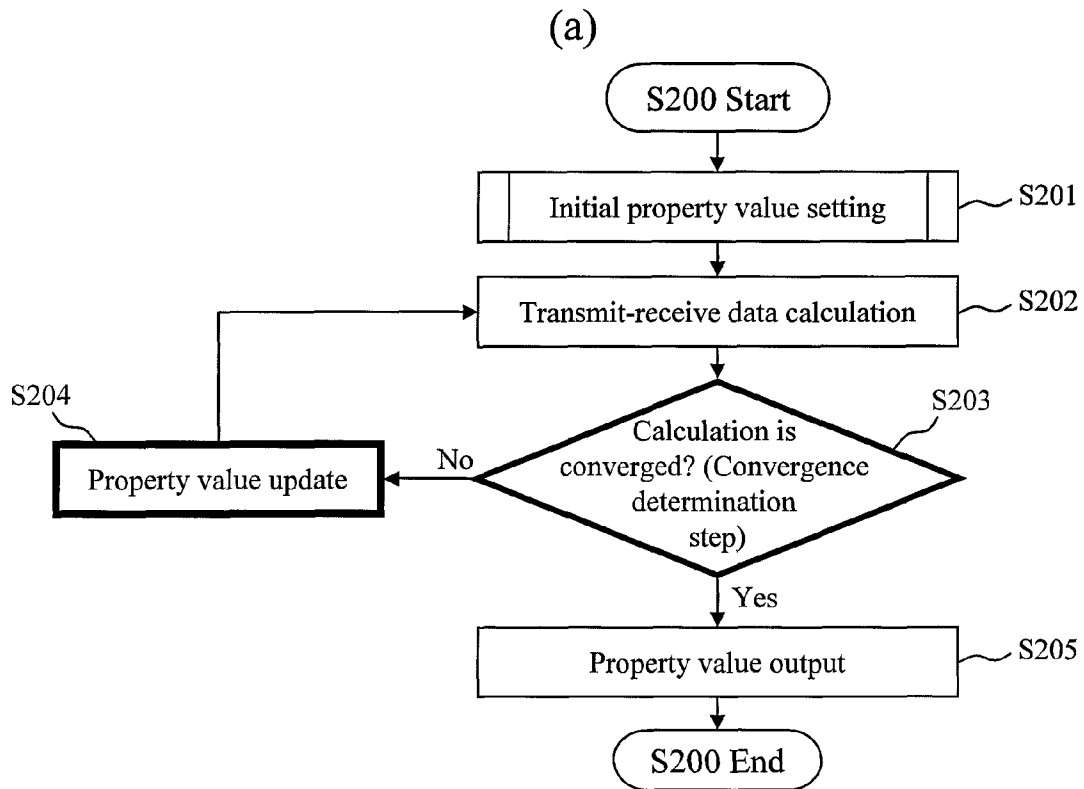 (a)
S200 Start
Initial property value setting
S201
Transmit-receive data calculation
S202
S204
Property value update
No
Calculation is
converged? (Convergence
determination
step)
S203
Yes
Property value output
S205
S200 End